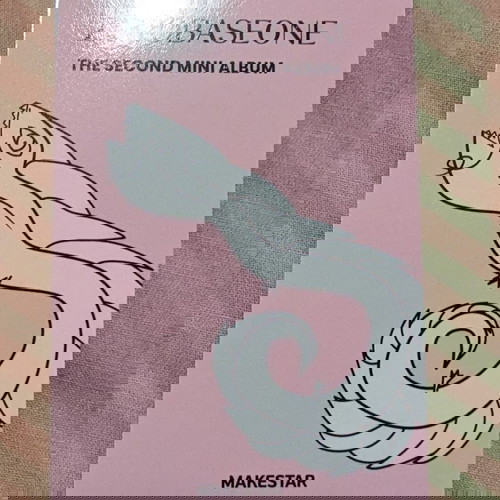 BASEONE
THE SECOND MINI ALBUM
MAKESTAR